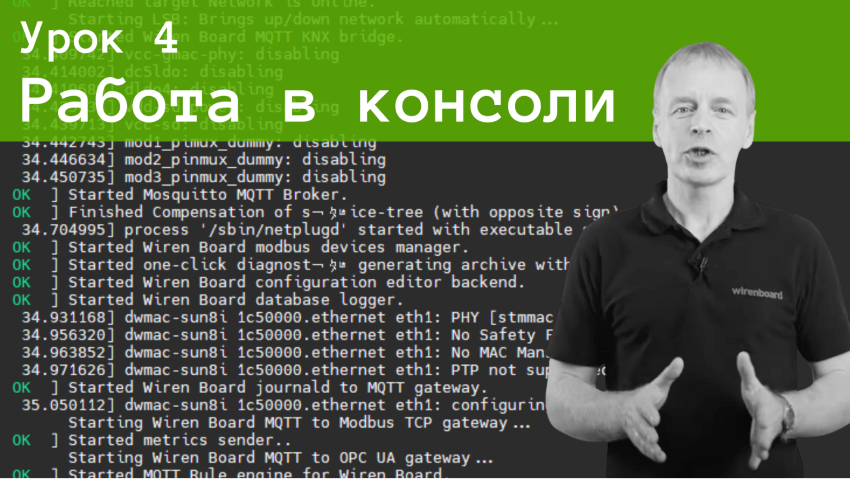 OK ] Reached target Network is Online.
Starting LSB: Brings up/down network automatically…
Урок 4
d Wiren Board MQTT KNX bridge.
vcc-gmac-phy: disabling
34.414002] dc5ldo: disabling
Работа в консоли
34.439713] vcc-sd: disabling
34.442743] mod1_pinmux_dummy: disabling
34.446634] mod2_pinmux_dummy: disabling
34.450735] mod3_pinmux_dummy: disabling
OK ] Started Mosquitto MQTT Broker.
OK ] Finished Compensation of ice-tree (with opposite sign)
34.704995] process '/sbin/netplugd' started with executable
OK ] Started Wiren Board modbus devices manager.
OK ] Started one-click diagnost generating archive with
OK ] Started Wiren Board configuration editor backend.
OK ] Started Wiren Board database logger.
wirenboard
34.931168] dwmac-sun8i 1c50000.ethernet eth1: PHY [stmmac
34.956320] dwmac-sun8i 1c50000.ethernet eth1: No Safety F
34.963852] dwmac-sun8i 1c50000.ethernet eth1: No MAC Man
34.971626] dwmac-sun8i 1c50000.ethernet eth1: PTP not sup
OK ] Started Wiren Board journald to MQTT gateway.
35.050112] dwmac-sun8i 1c50000.ethernet eth1: configurin
Starting Wiren Board MQTT to Modbus TCP gateway…
OK ] Started metrics sender..
Starting Wiren Board MQTT to OPC UA gateway…
OK ] Started MQTT Rule engine for Wiren Board.